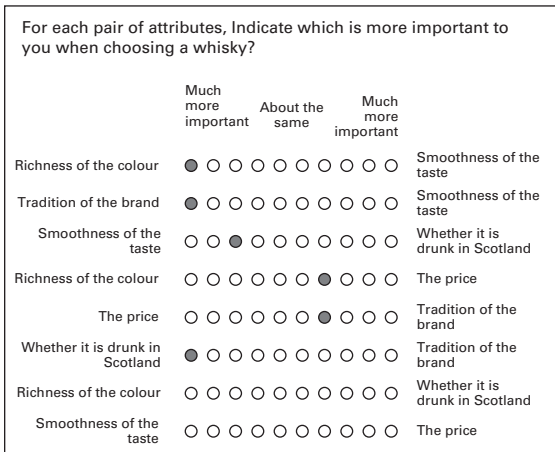 For each pair of attributes, Indicate which is more important to
you when choosing a whisky?
Much
more
important
About the
same
Much
more
important
Richness of the colour
Smoothness of the
taste
Tradition of the brand
Smoothness of the
taste
Smoothness of the
taste
Whether it is
drunk in Scotland
Richness of the colour
The price
The price
Tradition of the
brand
Whether it is drunk in
Scotland
Tradition of the
brand
Richness of the colour
Whether it is
drunk in Scotland
Smoothness of the
taste
The price